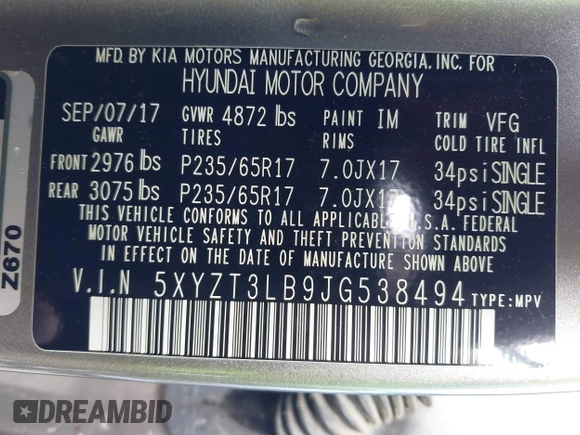 MFD. BY KIA MOTORS MANUFACTURING GEORGIA. INC. FOR
HYUNDAI MOTOR COMPANY
SEP/07/17 GVWR 4872 lbs PAINT IM TRIM VFG
GAWR TIRES RIMS COLD TIRE INFL
FRONT 2976 lbs P235/65R17 7.0JX17 34psi SINGLE
REAR 3075 lbs P235/65R17 7.0JX17 34psi SINGLE
THIS VEHICLE CONFORMS TO ALL APPLICABLE U.S.A. FEDERAL
MOTOR VEHICLE SAFETY AND THEFT PREVENTION STANDARDS
IN EFFECT ON THE DATE OF MANUFACTURE SHOWN ABOVE.
V.I.N 5XYZT3LB9JG538494 TYPE: MPV
Z670
DREAMBID